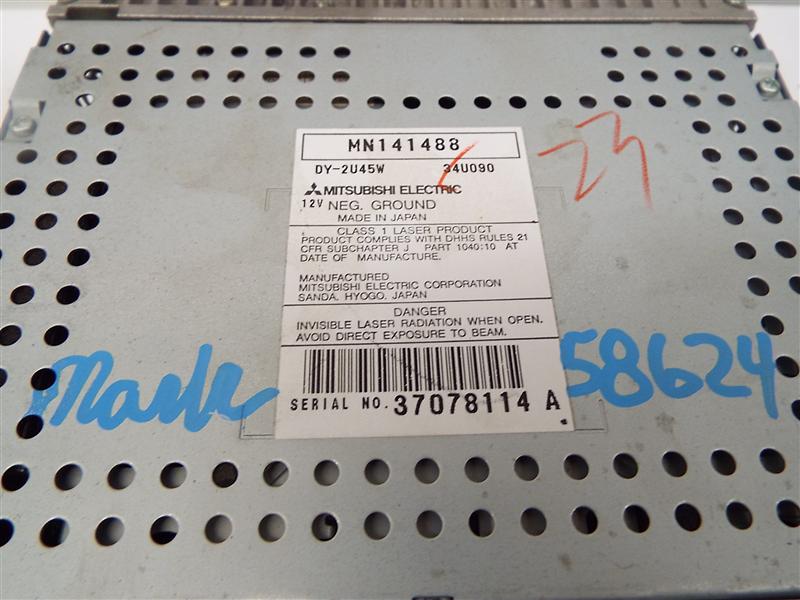 MN141488
DY-2U45W 34U090
MITSUBISHI ELECTRIC
12V NEG. GROUND
MADE IN JAPAN
CLASS 1 LASER PRODUCT
PRODUCT COMPLIES WITH DHHS RULES 21
CFR SUBCHAPTER J PART 1040:10 AT
DATE OF MANUFACTURE.
MANUFACTURED
MITSUBISHI ELECTRIC CORPORATION
SANDA. HYOGO. JAPAN
DANGER
INVISIBLE LASER RADIATION WHEN OPEN.
AVOID DIRECT EXPOSURE TO BEAM.
SERIAL NO. 37078114 A
23
Mark
58624